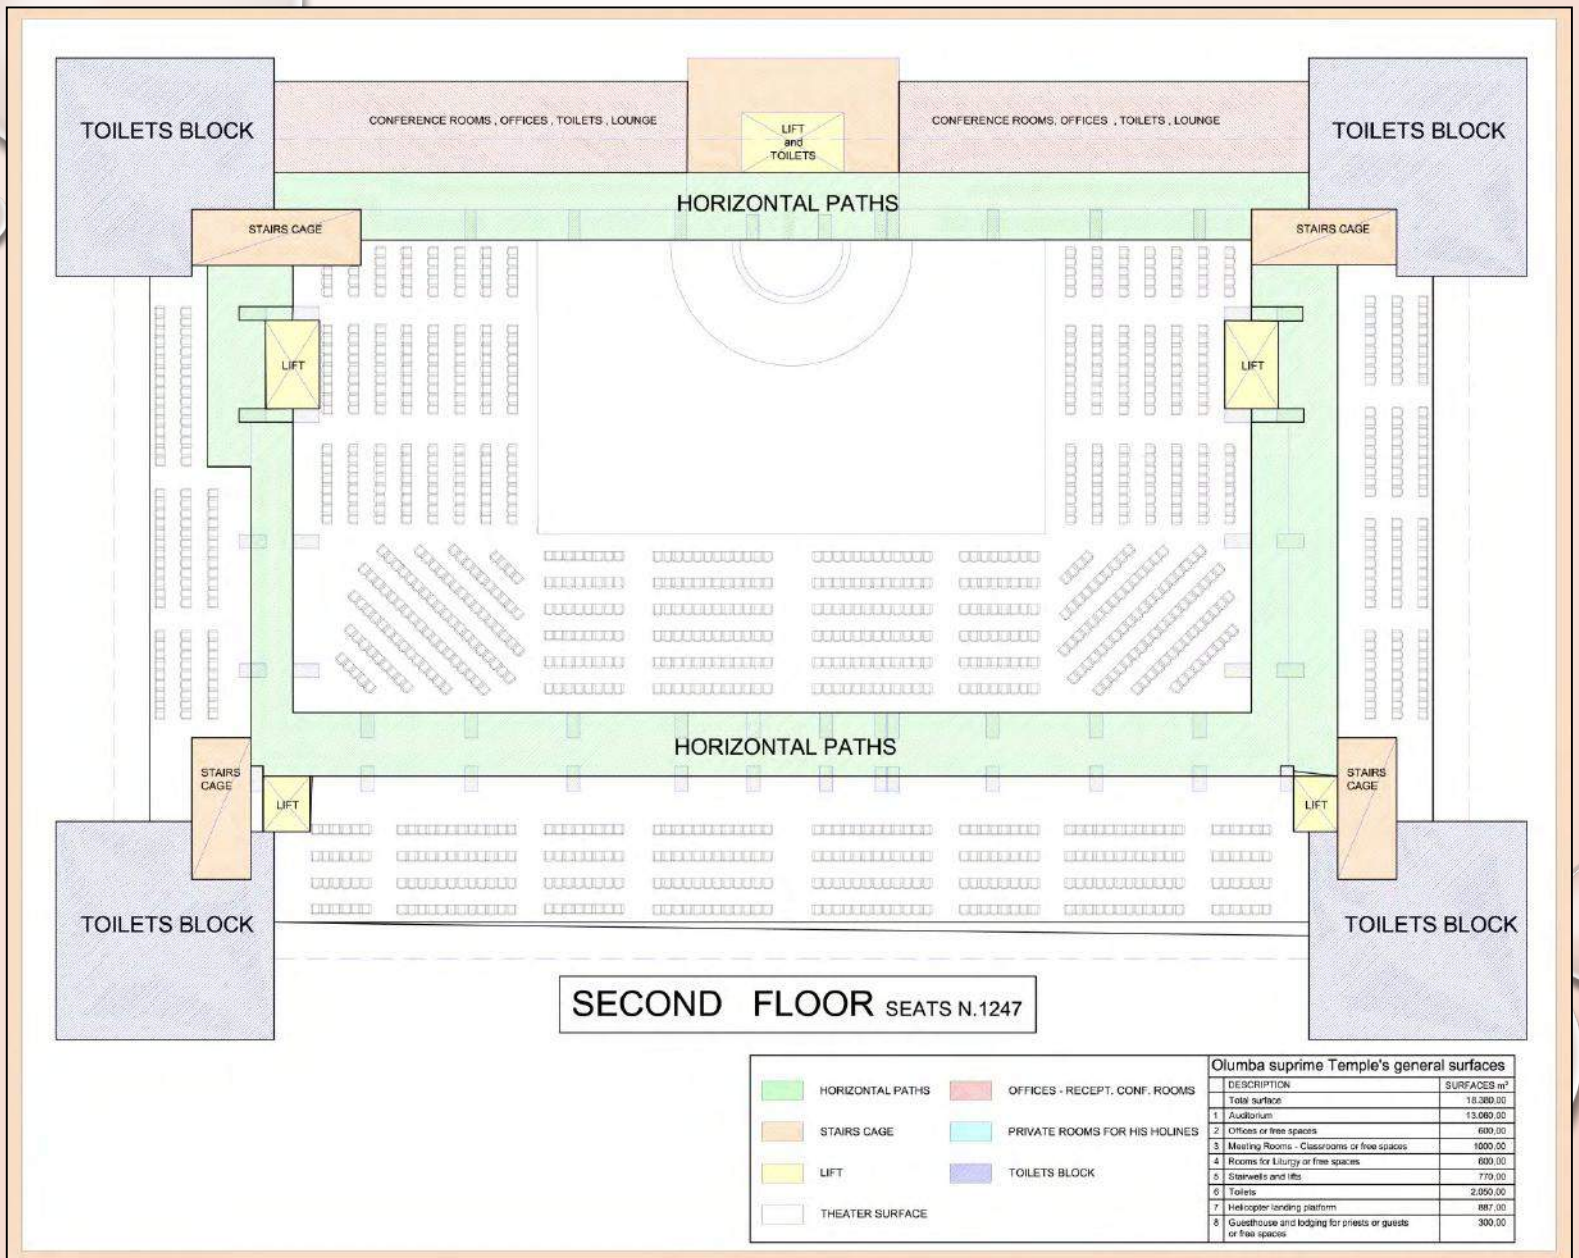 TOILETS BLOCK
CONFERENCE ROOMS , OFFICES , TOILETS , LOUNGE
LIFT
and
TOILETS
CONFERENCE ROOMS, OFFICES , TOILETS , LOUNGE
TOILETS BLOCK
HORIZONTAL PATHS
STAIRS CAGE
STAIRS CAGE
LIFT
LIFT
HORIZONTAL PATHS
STAIRS
CAGE
LIFT
LIFT
STAIRS
CAGE
TOILETS BLOCK
TOILETS BLOCK
SECOND FLOOR SEATS N.1247
HORIZONTAL PATHS
OFFICES - RECEPT. CONF. ROOMS
STAIRS CAGE
PRIVATE ROOMS FOR HIS HOLINES
LIFT
TOILETS BLOCK
THEATER SURFACE
Olumba suprime Temple's general surfaces
DESCRIPTION SURFACES m²
Total surface 18.380,00
1 Auditorium 13.060,00
2 Offices or free spaces 600,00
3 Meeting Rooms - Classrooms or free spaces 1000,00
4 Rooms for Liturgy or free spaces 600,00
5 Stairwells and lifts 770,00
6 Toilets 2.050,00
7 Helicopter landing platform 887,00
8 Guesthouse and lodging for priests or guests 300,00
or free spaces